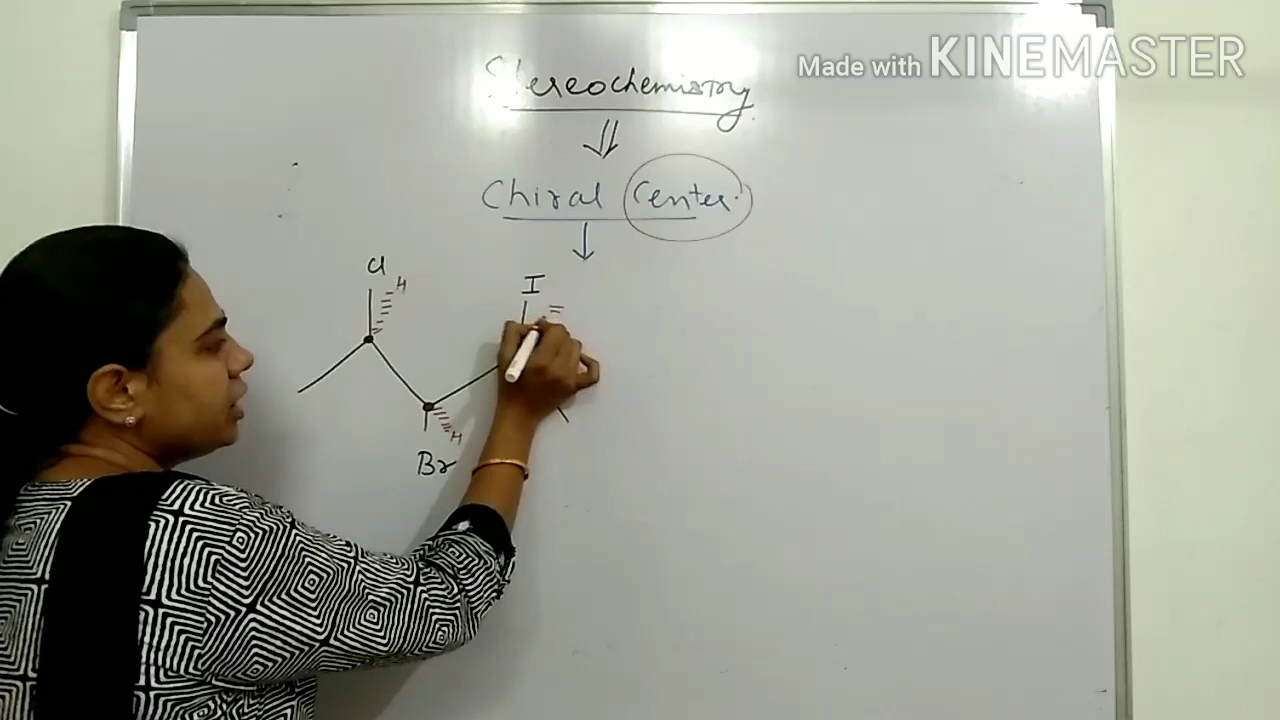 Made with KINEMASTER
Stereochemistry
Chiral Center.
Cl
H
I
H
Br